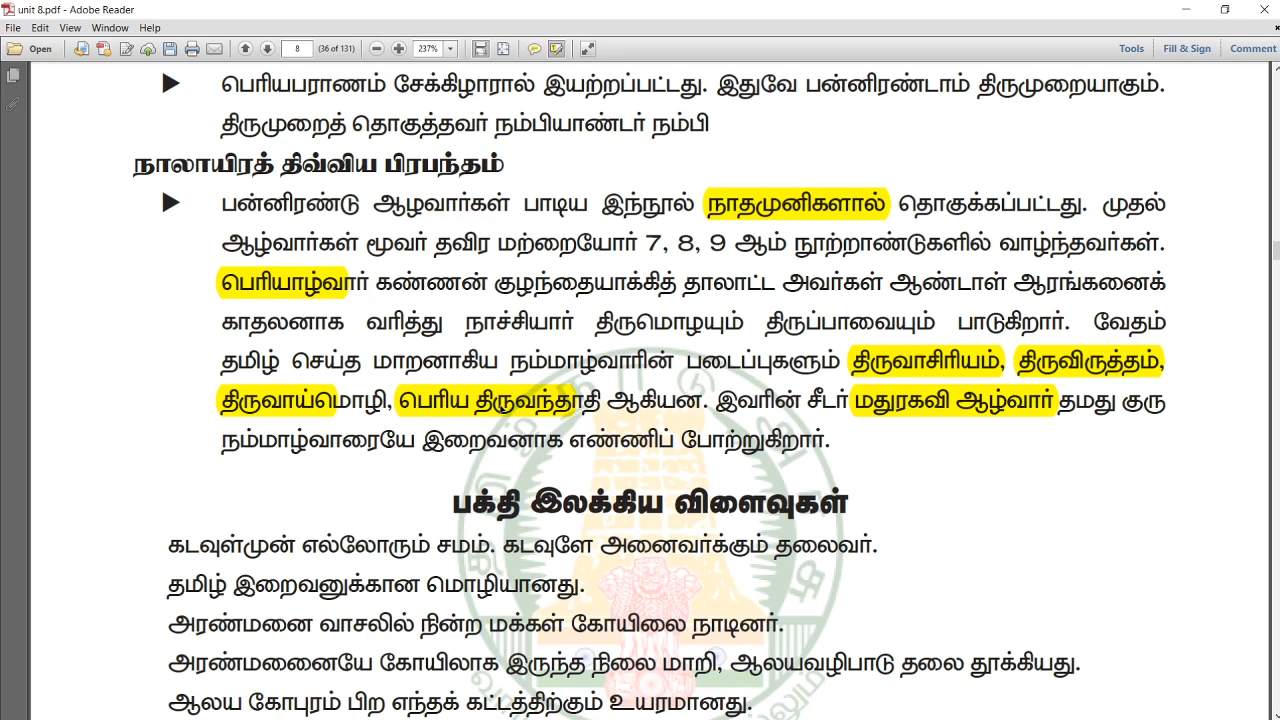 unit 8.pdf - Adobe Reader
File Edit View Window Help
Open 8 (36 of 131) 237% Tools Fill & Sign Comment
பெரியபராணம் சேக்கிழாரால் இயற்றப்பட்டது. இதுவே பன்னிரண்டாம் திருமுறையாகும்.
திருமுறைத் தொகுத்தவர் நம்பியாண்டர் நம்பி
நாலாயிரத் திவ்விய பிரபந்தம்
பன்னிரண்டு ஆழவார்கள் பாடிய இந்நூல் நாதமுனிகளால் தொகுக்கப்பட்டது. முதல்
ஆழ்வார்கள் மூவர் தவிர மற்றையோர் 7, 8, 9 ஆம் நூற்றாண்டுகளில் வாழ்ந்தவர்கள்.
பெரியாழ்வார் கண்ணன் குழந்தையாக்கித் தாலாட்ட அவர்கள் ஆண்டாள் ஆரங்கனைக்
காதலனாக வரித்து நாச்சியார் திருமொழயும் திருப்பாவையும் பாடுகிறார். வேதம்
தமிழ் செய்த மாறனாகிய நம்மாழ்வாரின் படைப்புகளும் திருவாசிரியம், திருவிருத்தம்,
திருவாய்மொழி, பெரிய திருவந்தாதி ஆகியன. இவரின் சீடர் மதுரகவி ஆழ்வார் தமது குரு
நம்மாழ்வாரையே இறைவனாக எண்ணிப் போற்றுகிறார்.
பக்தி இலக்கிய விளைவுகள்
கடவுள்முன் எல்லோரும் சமம். கடவுளே அனைவர்க்கும் தலைவர்.
தமிழ் இறைவனுக்கான மொழியானது.
அரண்மனை வாசலில் நின்ற மக்கள் கோயிலை நாடினர்.
அரண்மனைையே கோயிலாக இருந்த நிலை மாறி, ஆலயவழிபாடு தலை தூக்கியது.
ஆலய கோபுரம் பிற எந்தக் கட்டத்திற்கும் உயரமானது.